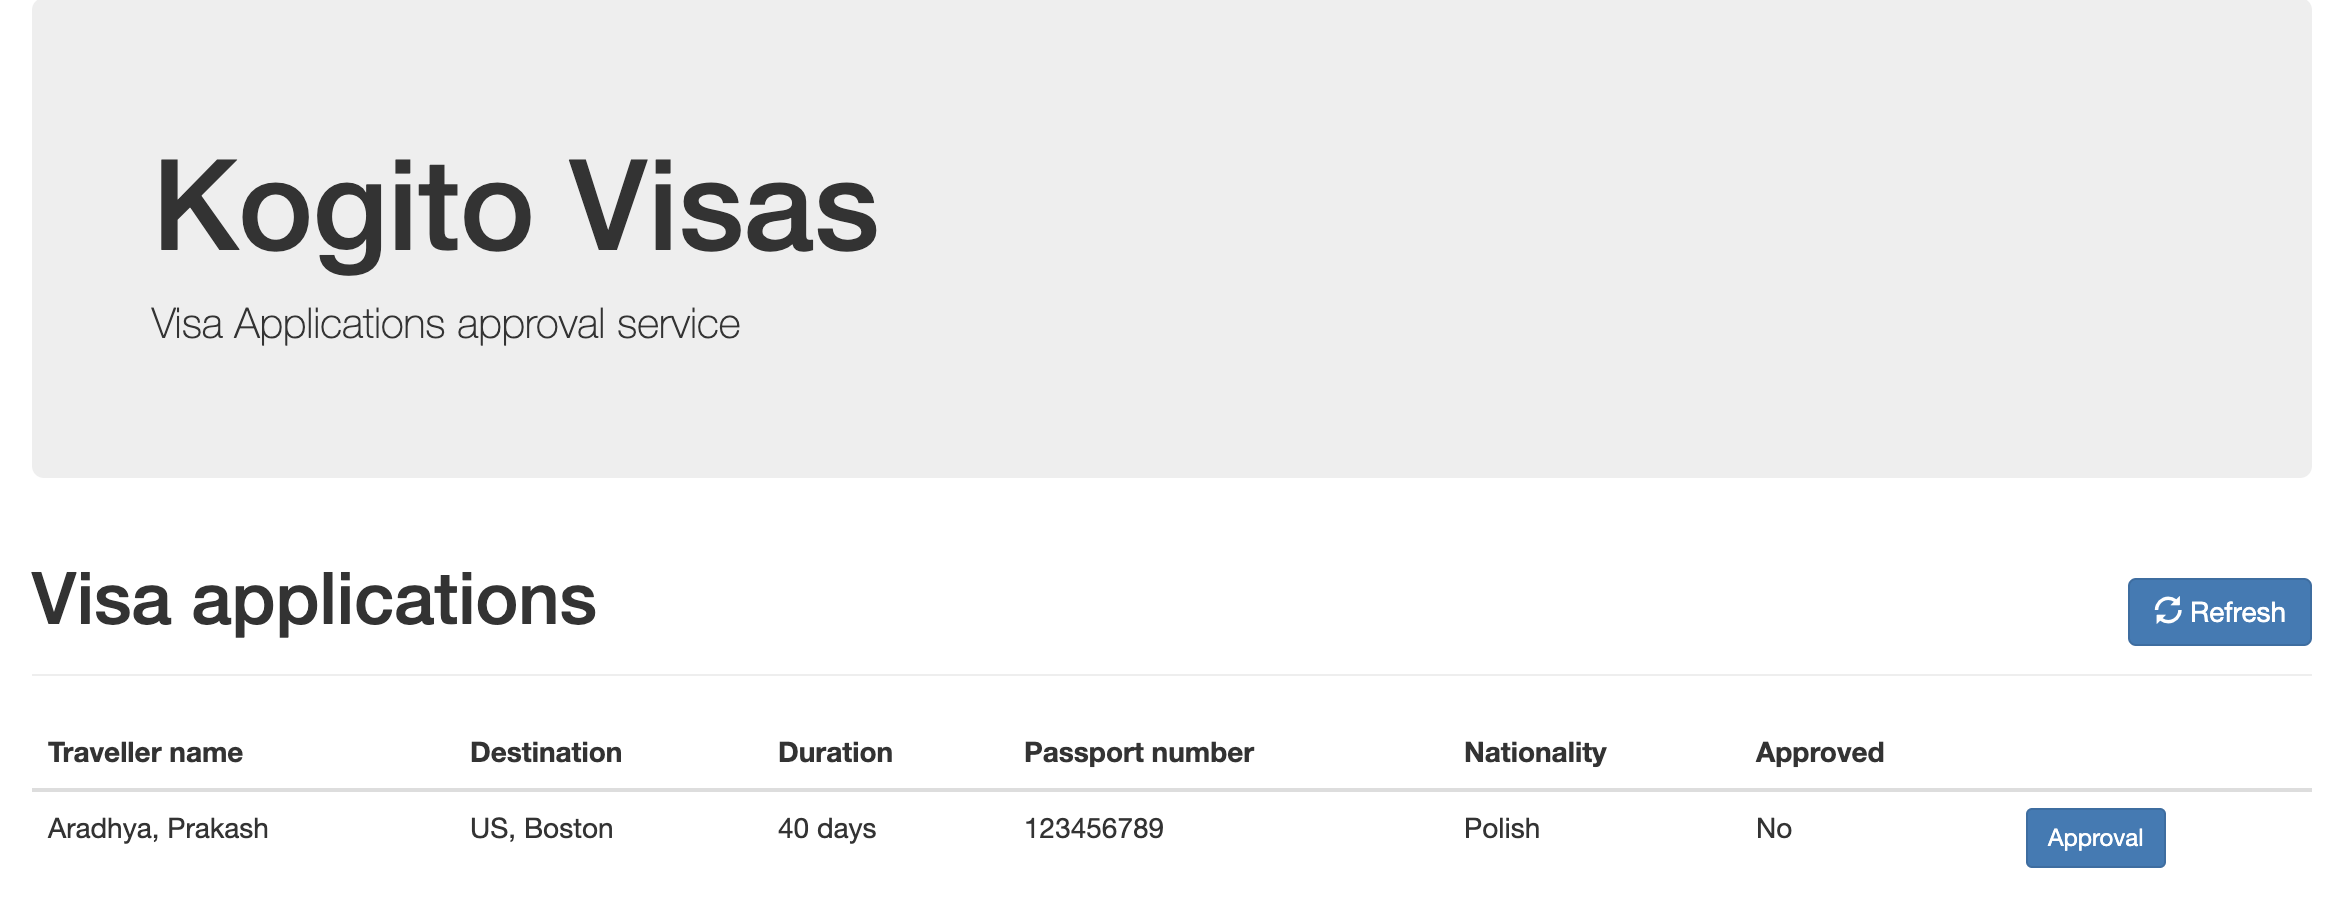 Kogito Visas
Visa Applications approval service
Visa applications
Refresh
Traveller name Destination Duration Passport number Nationality Approved
Aradhya, Prakash US, Boston 40 days 123456789 Polish No Approval